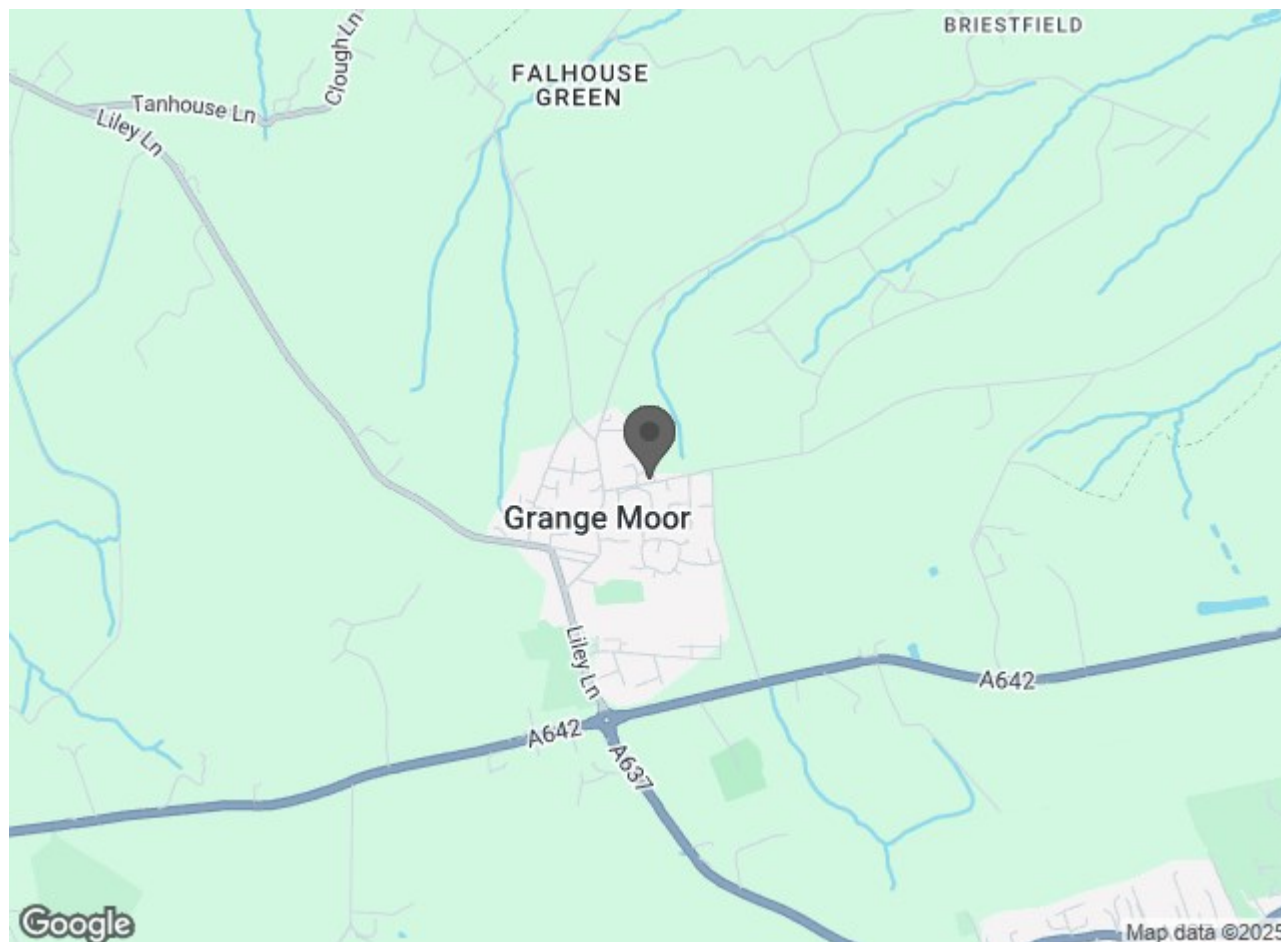 BRIESTFIELD
FALHOUSE
GREEN
Clough Ln
Tanhouse Ln
Liley Ln
Grange Moor
Liley Ln
A642
A642
A637
Google
Map data ©2025